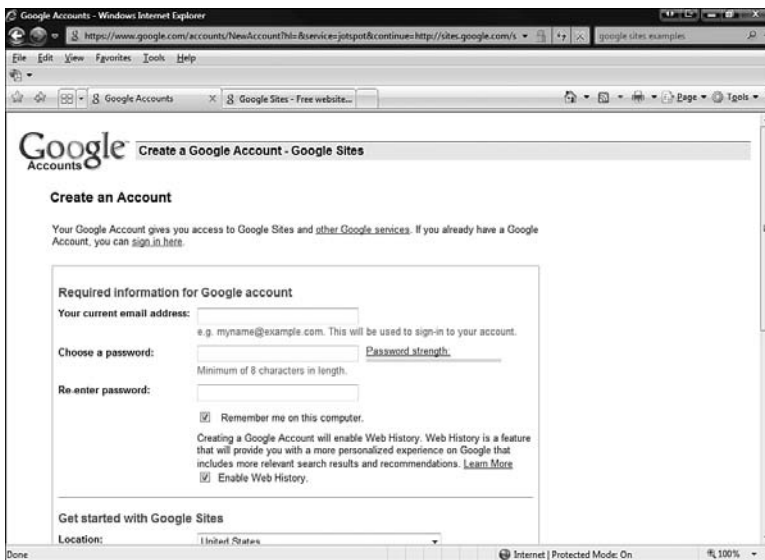 Google Accounts - Windows Internet Explorer
https://www.google.com/accounts/NewAccount?hl=&service=jotspot&continue=http://sites.google.com/s
google sites examples
File Edit View Favorites Tools Help
Google Accounts
Google Sites - Free website...
Page Tools
Google
Accounts
Create a Google Account - Google Sites
Create an Account
Your Google Account gives you access to Google Sites and other Google services. If you already have a Google
Account, you can sign in here.
Required information for Google account
Your current email address:
e.g. myname@example.com. This will be used to sign-in to your account.
Choose a password:
Password strength:
Minimum of 8 characters in length.
Re-enter password:
Remember me on this computer.
Creating a Google Account will enable Web History. Web History is a feature
that will provide you with a more personalized experience on Google that
includes more relevant search results and recommendations. Learn More
Enable Web History.
Get started with Google Sites
Location:
United States
Done
Internet | Protected Mode: On
100%